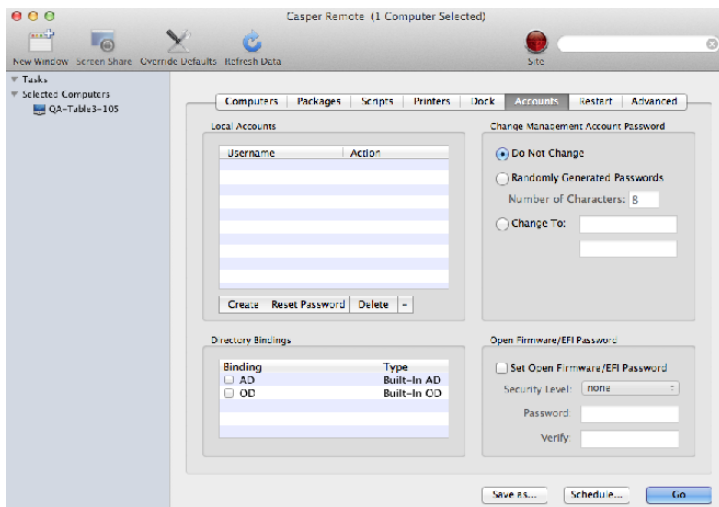 Casper Remote (1 Computer Selected)
New Window Screen Share Override Defaults Refresh Data Site
Tasks
Selected Computers
QA-Table3-105
Computers Packages Scripts Printers Dock Accounts Restart Advanced
Local Accounts
Username Action
Create Reset Password Delete -
Change Management Account Password
Do Not Change
Randomly Generated Passwords
Number of Characters: 8
Change To:
Directory Bindings
Binding Type
AD Built-In AD
OD Built-In OD
Open Firmware/EFI Password
Set Open Firmware/EFI Password
Security Level: none
Password:
Verify:
Save as... Schedule... Go